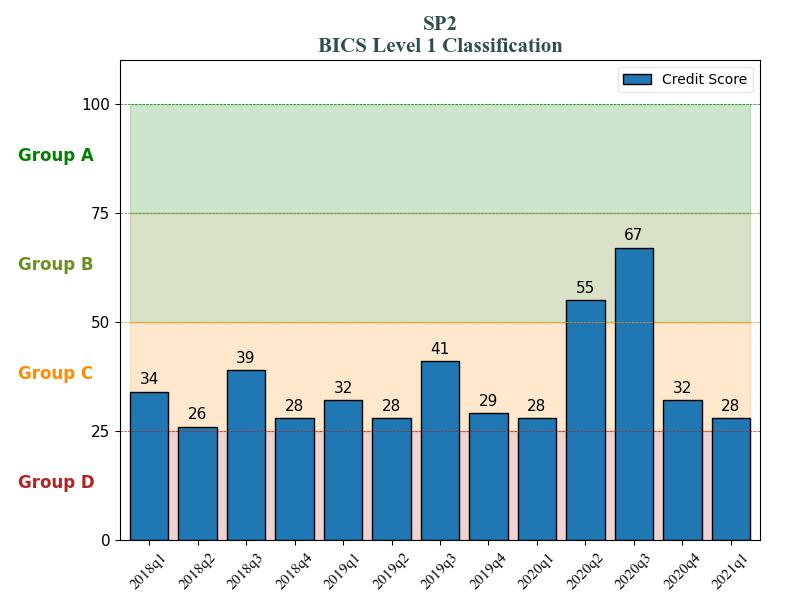 SP2
BICS Level 1 Classification
Credit Score
100
Group A
75
67
Group B
55
50
41
39
Group C
34
32
32
29
28
28
28
28
26
25
Group D
0
2018q1
2018q2
2018q3
2018q4
2019q1
2019q2
2019q3
2019q4
2020q1
2020q2
2020q3
2020q4
2021q1